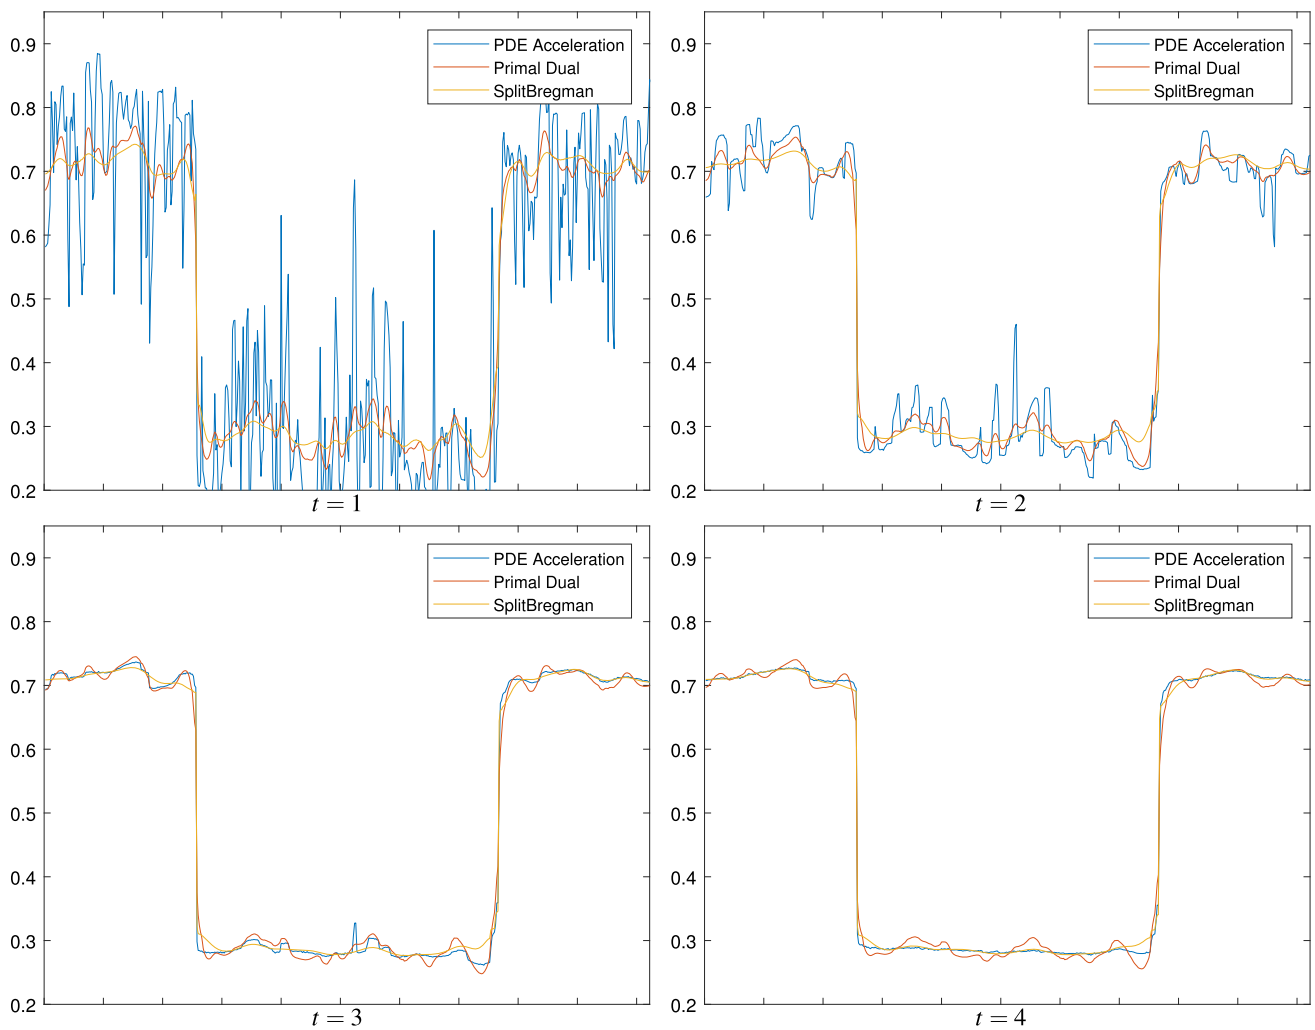 0.9
0.8
0.7
0.6
0.5
0.4
0.3
0.2
PDE Acceleration
Primal Dual
SplitBregman
t = 1
0.9
0.8
0.7
0.6
0.5
0.4
0.3
0.2
PDE Acceleration
Primal Dual
SplitBregman
t = 2
0.9
0.8
0.7
0.6
0.5
0.4
0.3
0.2
PDE Acceleration
Primal Dual
SplitBregman
t = 3
0.9
0.8
0.7
0.6
0.5
0.4
0.3
0.2
PDE Acceleration
Primal Dual
SplitBregman
t = 4